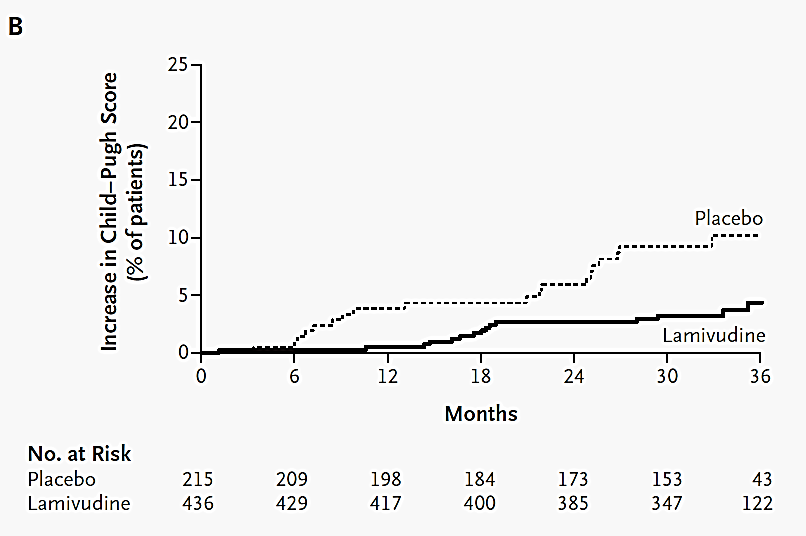 B
Increase in Child–Pugh Score
(% of patients)
25
20
15
10
5
0
Placebo
Lamivudine
0 6 12 18 24 30 36
Months
No. at Risk
Placebo 215 209 198 184 173 153 43
Lamivudine 436 429 417 400 385 347 122